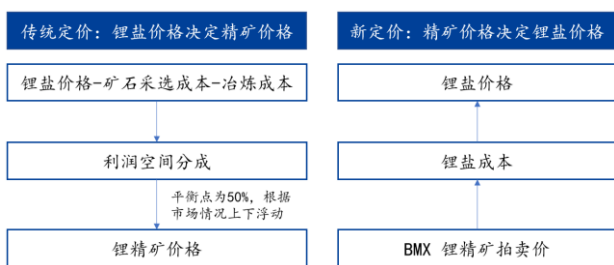 传统定价：锂盐价格决定精矿价格
锂盐价格-矿石采选成本-冶炼成本
利润空间分成
平衡点为50%，根据
市场情况上下浮动
锂精矿价格
新定价：精矿价格决定锂盐价格
锂盐价格
锂盐成本
BMX 锂精矿拍卖价